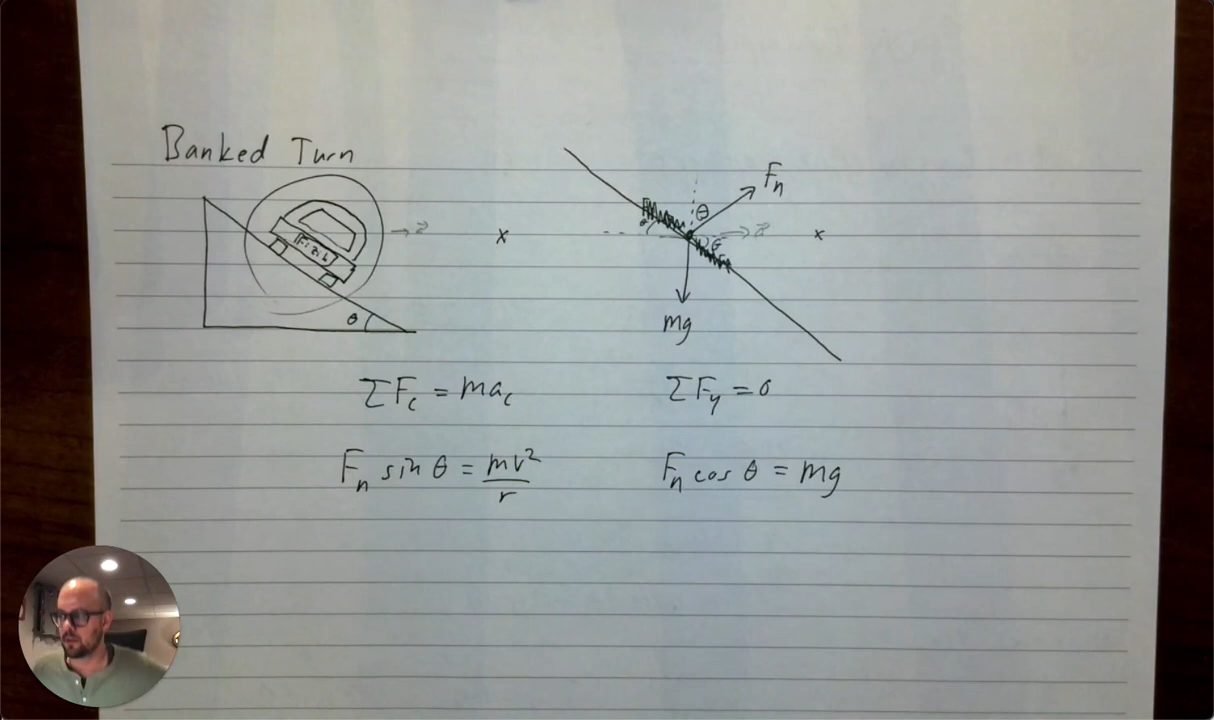 Banked Turn
Fn
θ
a
x
θ
a
x
θ
θ
mg
θ
ΣFc = mac
ΣFy = 0
Fn sin θ = mv²/r
Fn cos θ = mg